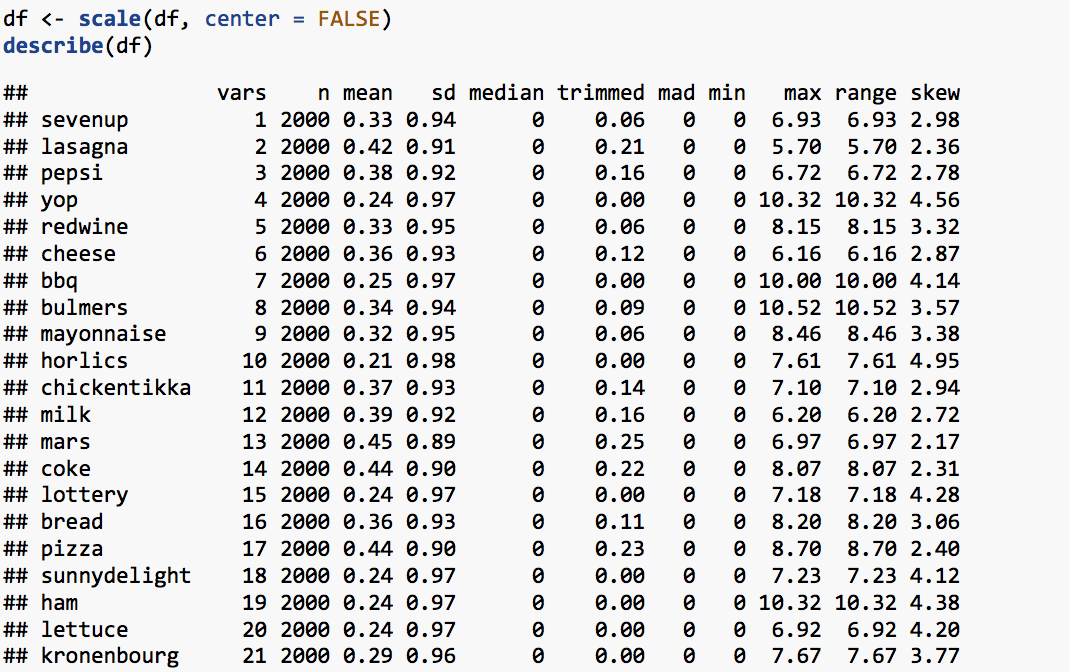 df <- scale(df, center = FALSE)
describe(df)
## vars n mean sd median trimmed mad min max range skew
## sevenup 1 2000 0.33 0.94 0 0.06 0 0 6.93 6.93 2.98
## lasagna 2 2000 0.42 0.91 0 0.21 0 0 5.70 5.70 2.36
## pepsi 3 2000 0.38 0.92 0 0.16 0 0 6.72 6.72 2.78
## yop 4 2000 0.24 0.97 0 0.00 0 0 10.32 10.32 4.56
## redwine 5 2000 0.33 0.95 0 0.06 0 0 8.15 8.15 3.32
## cheese 6 2000 0.36 0.93 0 0.12 0 0 6.16 6.16 2.87
## bbq 7 2000 0.25 0.97 0 0.00 0 0 10.00 10.00 4.14
## bulmers 8 2000 0.34 0.94 0 0.09 0 0 10.52 10.52 3.57
## mayonnaise 9 2000 0.32 0.95 0 0.06 0 0 8.46 8.46 3.38
## horlics 10 2000 0.21 0.98 0 0.00 0 0 7.61 7.61 4.95
## chickentikka 11 2000 0.37 0.93 0 0.14 0 0 7.10 7.10 2.94
## milk 12 2000 0.39 0.92 0 0.16 0 0 6.20 6.20 2.72
## mars 13 2000 0.45 0.89 0 0.25 0 0 6.97 6.97 2.17
## coke 14 2000 0.44 0.90 0 0.22 0 0 8.07 8.07 2.31
## lottery 15 2000 0.24 0.97 0 0.00 0 0 7.18 7.18 4.28
## bread 16 2000 0.36 0.93 0 0.11 0 0 8.20 8.20 3.06
## pizza 17 2000 0.44 0.90 0 0.23 0 0 8.70 8.70 2.40
## sunnydelight 18 2000 0.24 0.97 0 0.00 0 0 7.23 7.23 4.12
## ham 19 2000 0.24 0.97 0 0.00 0 0 10.32 10.32 4.38
## lettuce 20 2000 0.24 0.97 0 0.00 0 0 6.92 6.92 4.20
## kronenbourg 21 2000 0.29 0.96 0 0.00 0 0 7.67 7.67 3.77